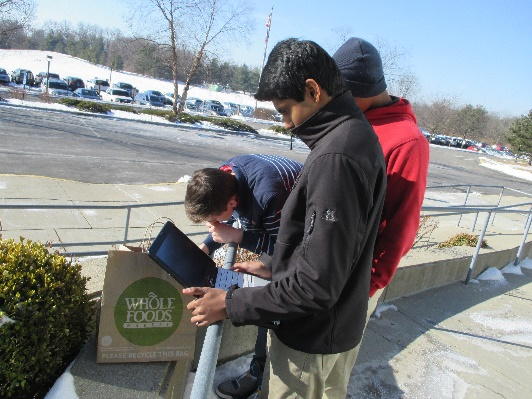 WHOLE
FOODS
MARKET
PLEASE RECYCLE THIS BAG